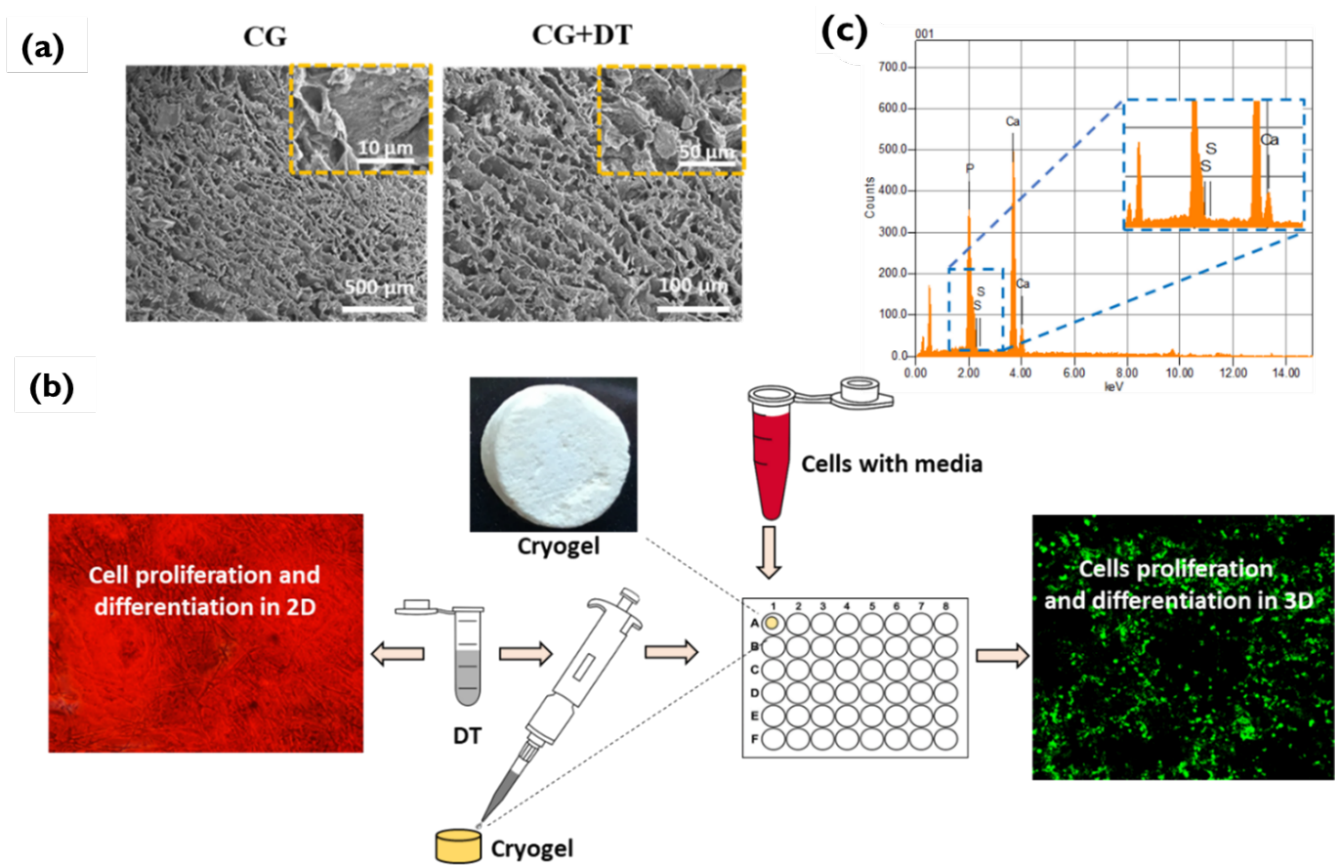 (a)
CG
CG+DT
10 μm
50 μm
500 μm
100 μm
(c)
001
700.0
600.0
500.0
400.0
300.0
200.0
100.0
0.0
Counts
P
S
S
Ca
Ca
S
S
Ca
0.00 2.00 4.00 6.00 8.00 10.00 12.00 14.00
keV
(b)
Cryogel
Cells with media
Cell proliferation and
differentiation in 2D
DT
Cryogel
1 2 3 4 5 6 7 8
A
B
C
D
E
F
Cells proliferation
and differentiation in 3D